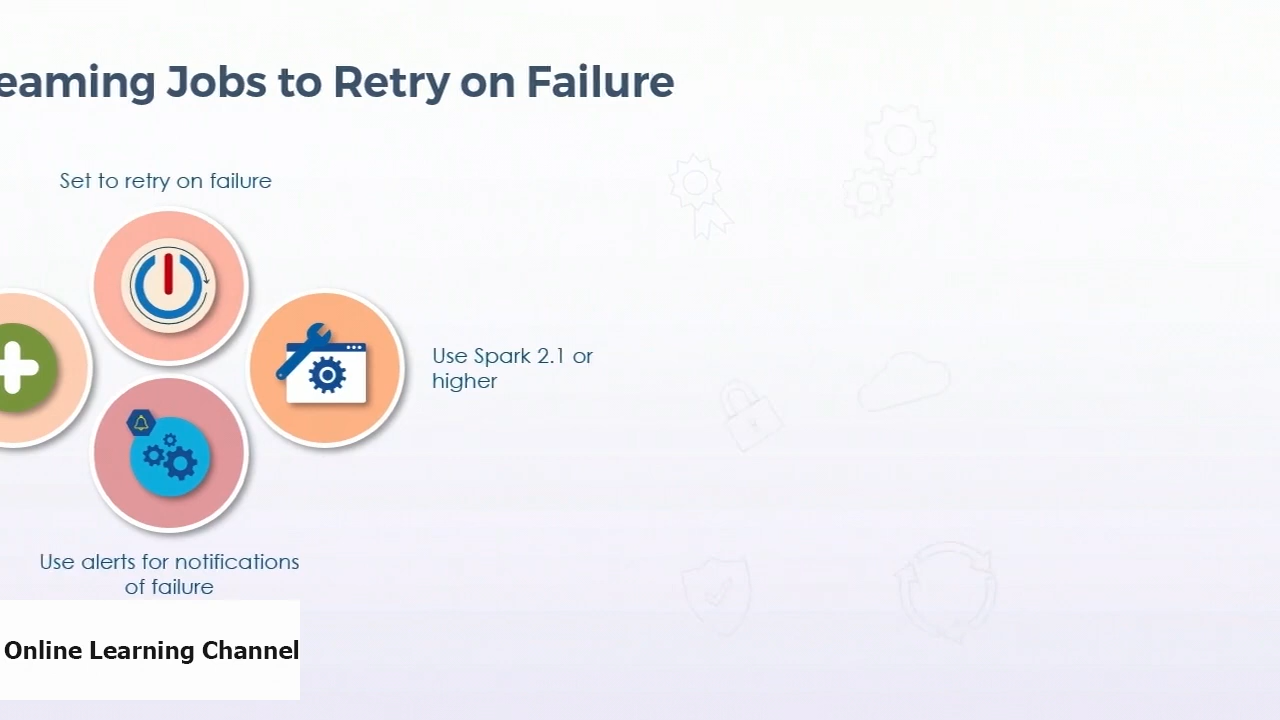 eaming Jobs to Retry on Failure
Set to retry on failure
Use Spark 2.1 or
higher
Use alerts for notifications
of failure
Online Learning Channel